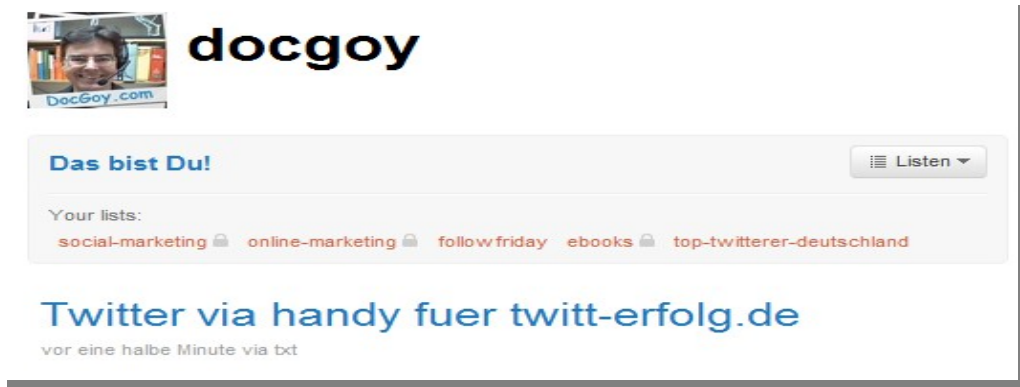 docgoy
DocGoy.com
Das bist Du!
Listen
Your lists:
social-marketing online-marketing followfriday ebooks top-twitterer-deutschland
Twitter via handy fuer twitt-erfolg.de
vor eine halbe Minute via txt